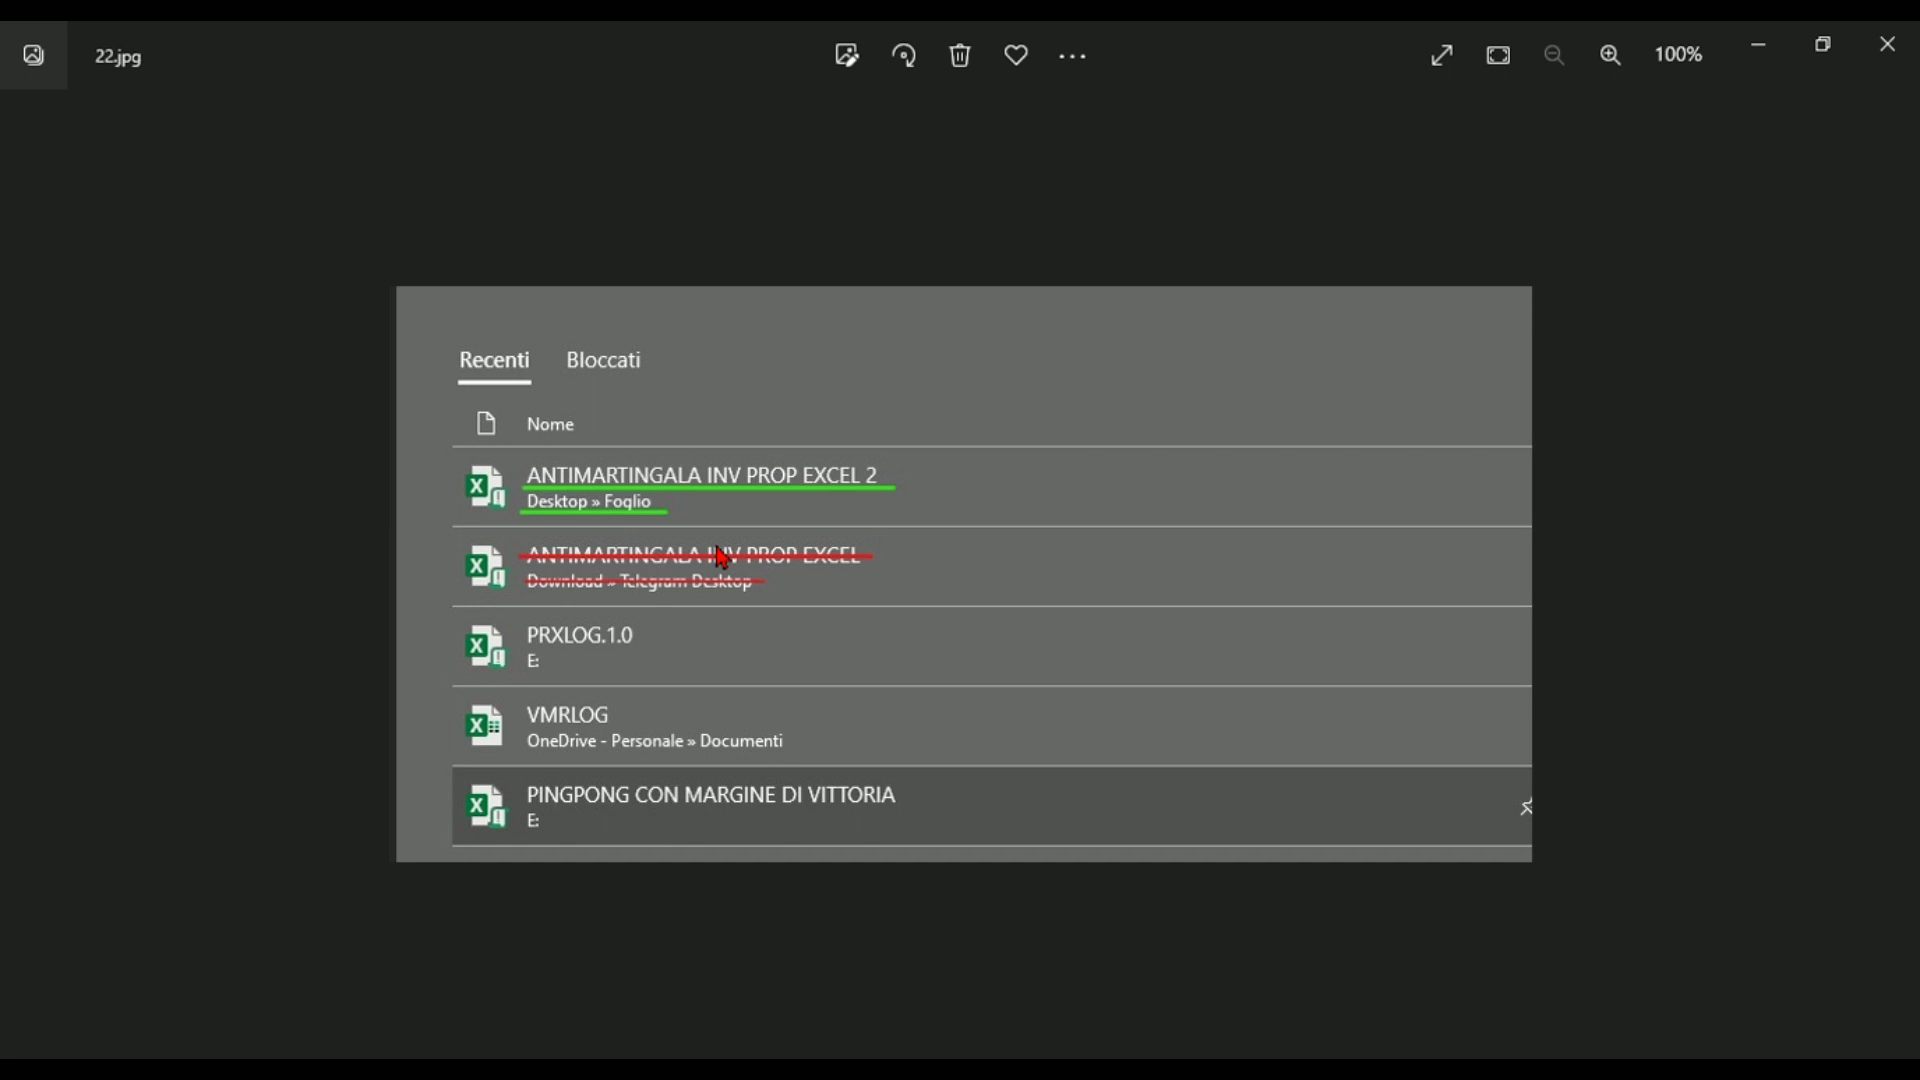 22.jpg
100%
Recenti Bloccati
Nome
ANTIMARTINGALA INV PROP EXCEL 2
Desktop » Foglio
ANTIMARTINGALA INV PROP EXCEL
Download » Telegram Desktop
PRXLOG.1.0
E:
VMRLOG
OneDrive - Personale » Documenti
PINGPONG CON MARGINE DI VITTORIA
E: